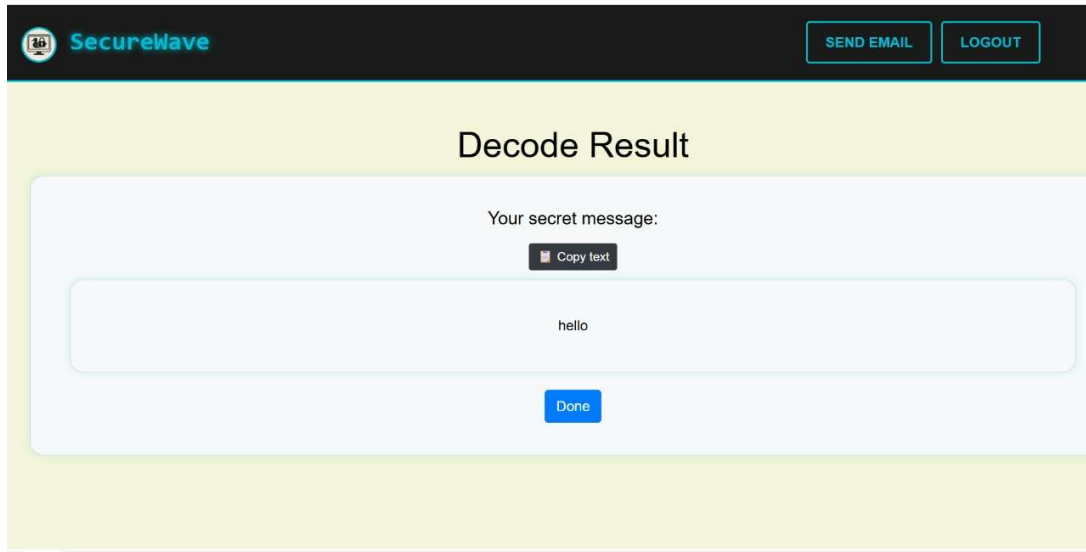 SecureWave
SEND EMAIL
LOGOUT
Decode Result
Your secret message:
Copy text
hello
Done